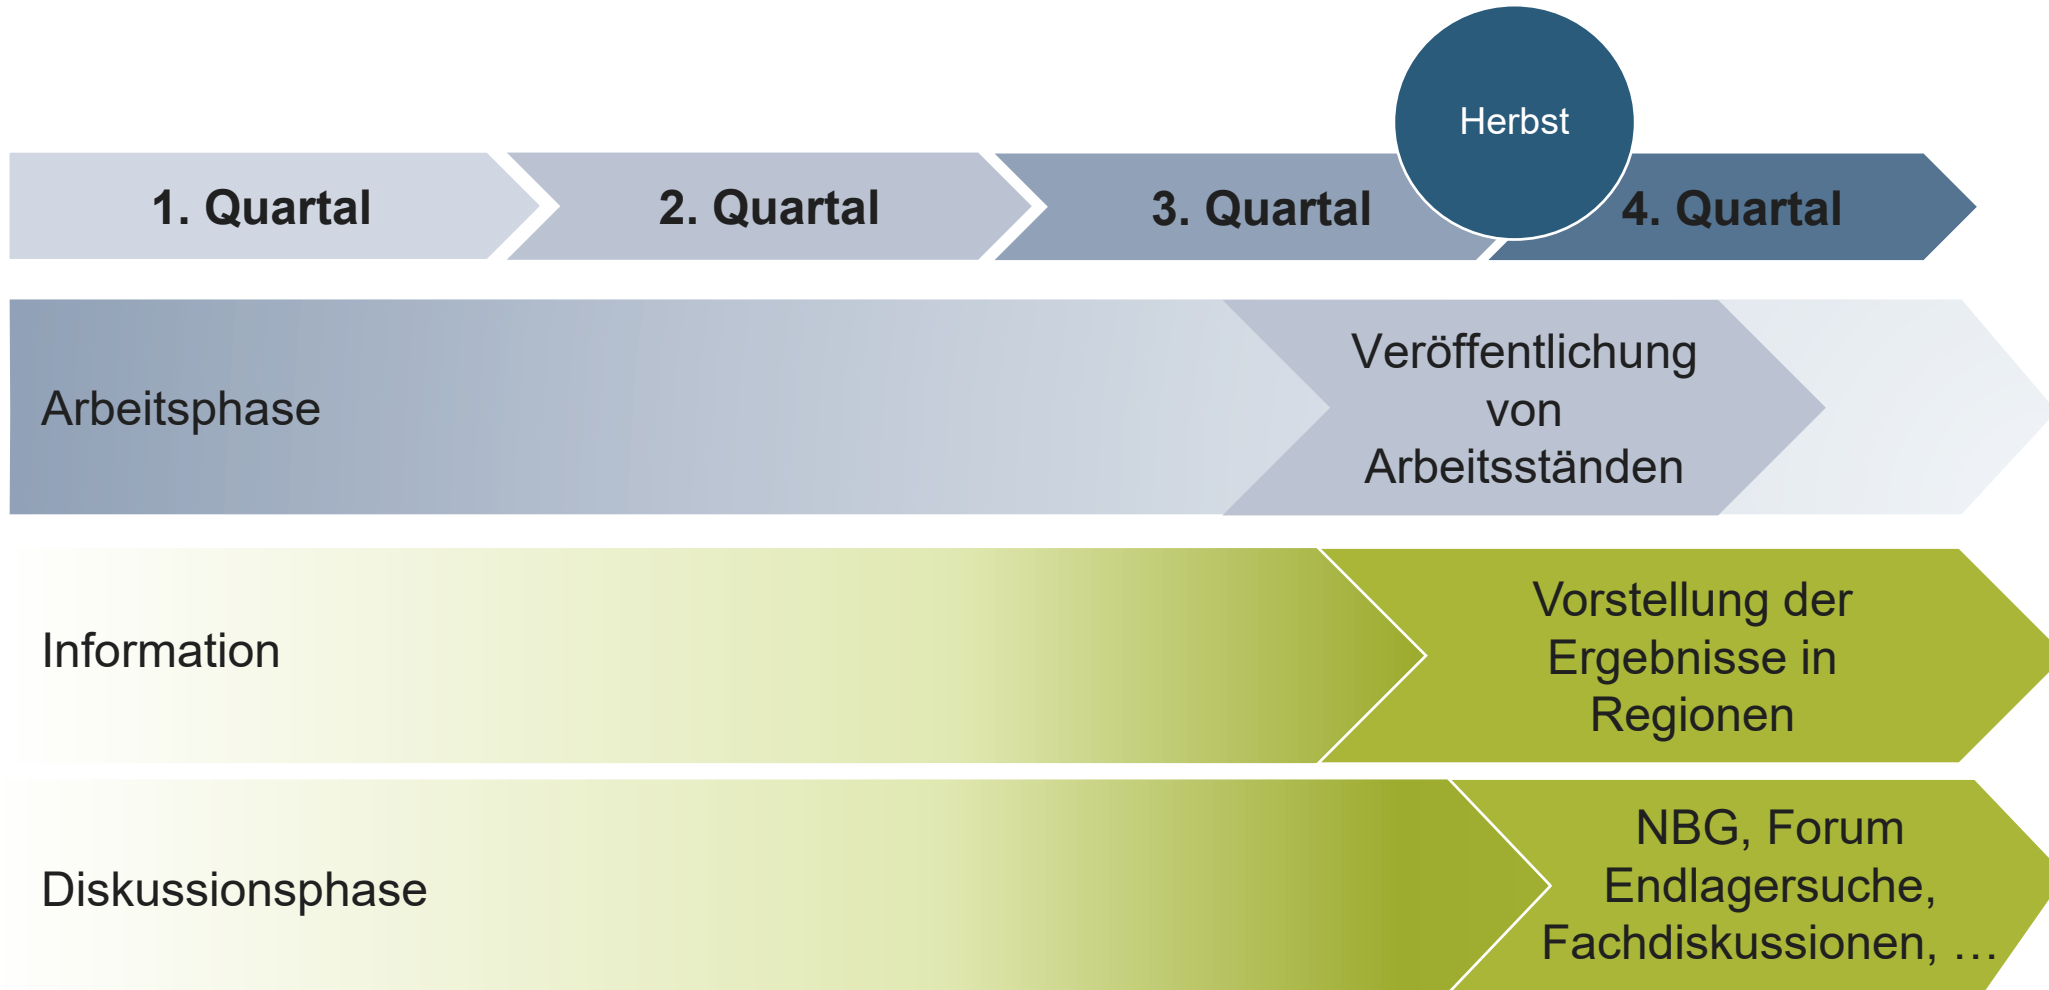 Herbst
1. Quartal
2. Quartal
3. Quartal
4. Quartal
Arbeitsphase
Veröffentlichung
von
Arbeitsständen
Information
Vorstellung der
Ergebnisse in
Regionen
Diskussionsphase
NBG, Forum
Endlagersuche,
Fachdiskussionen, …